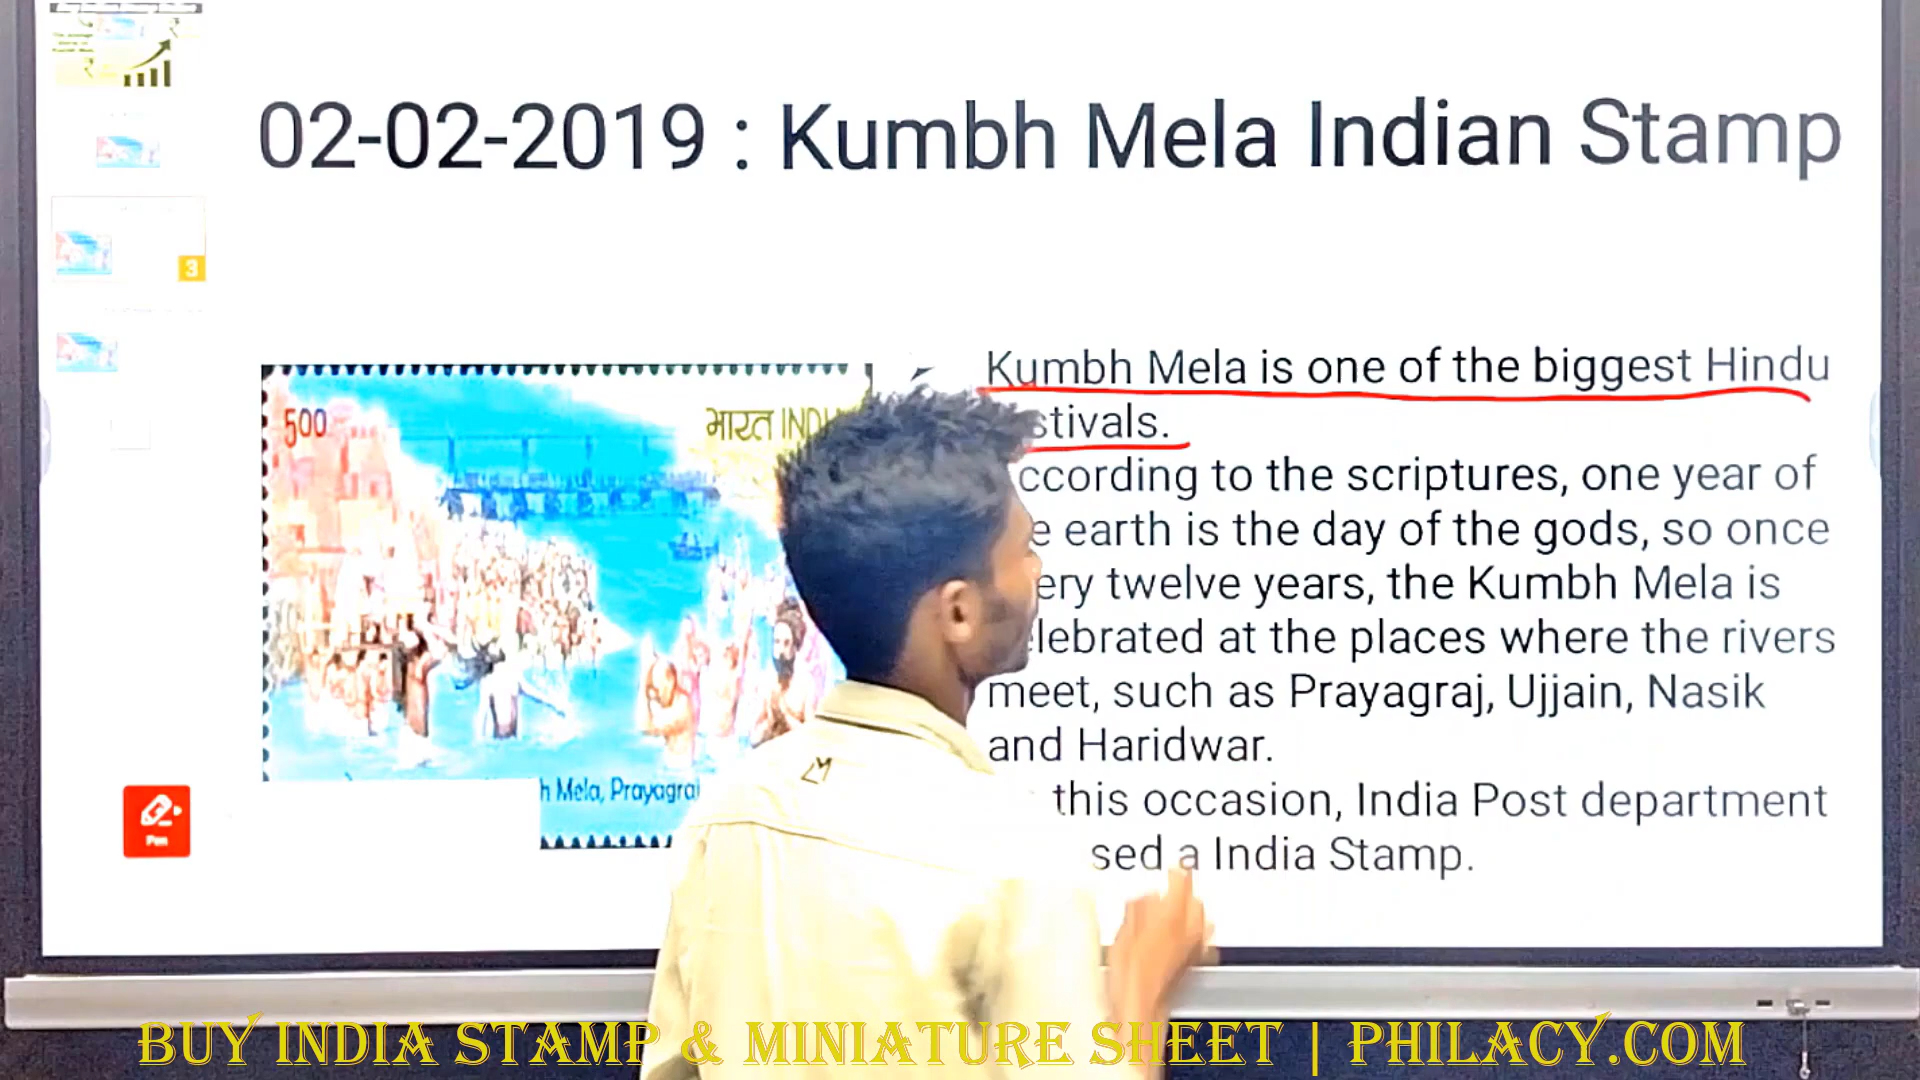 02-02-2019 : Kumbh Mela Indian Stamp
Kumbh Mela is one of the biggest Hindu
stivals.
ccording to the scriptures, one year of
e earth is the day of the gods, so once
ery twelve years, the Kumbh Mela is
lebrated at the places where the rivers
meet, such as Prayagraj, Ujjain, Nasik
and Haridwar.
this occasion, India Post department
sed a India Stamp.
500
भारत INDI
h Mela, Prayagraj
3
Pen
BUY INDIA STAMP & MINIATURE SHEET | PHILACY.COM